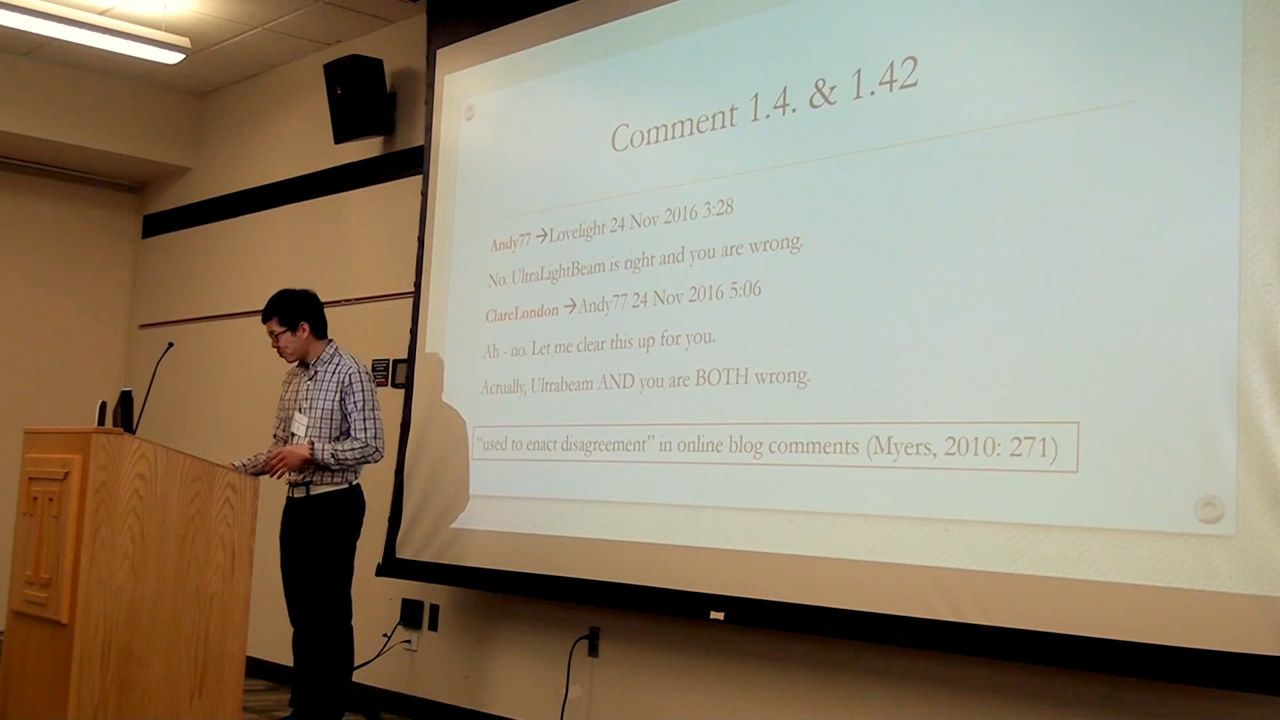 Comment 1.4. & 1.42
Andy77 →Lovelight 24 Nov 2016 3:28
No. UltraLightBeam is right and you are wrong.
ClareLondon →Andy77 24 Nov 2016 5:06
Ah - no. Let me clear this up for you.
Actually, Ultrabeam AND you are BOTH wrong.
“used to enact disagreement” in online blog comments (Myers, 2010: 271)